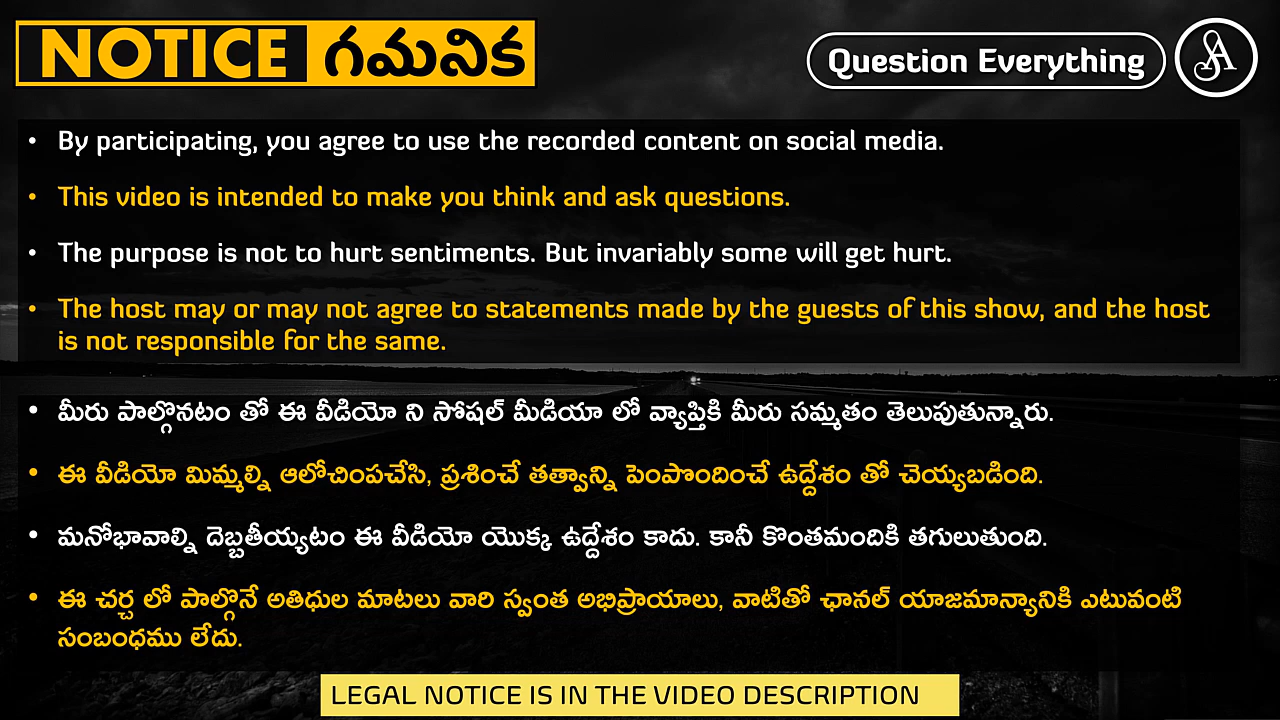 NOTICE గమనిక
Question Everything
SA
• By participating, you agree to use the recorded content on social media.
• This video is intended to make you think and ask questions.
• The purpose is not to hurt sentiments. But invariably some will get hurt.
• The host may or may not agree to statements made by the guests of this show, and the host
is not responsible for the same.
• మీరు పాల్గొనటం తో ఈ వీడియో ని సోషల్ మీడియా లో వ్యాప్తికి మీరు సమ్మతం తెలుపుతున్నారు.
• ఈ వీడియో మిమ్మల్ని ఆలోచింపచేసి, ప్రశించే తత్వాన్ని పెంపొందించే ఉద్దేశం తో చెయ్యబడింది.
• మనోభావాల్ని దెబ్బతీయ్యటం ఈ వీడియో యొక్క ఉద్దేశం కాదు. కానీ కొంతమందికి తగులుతుంది.
• ఈ చర్చ లో పాల్గొనే అతిధుల మాటలు వారి స్వంత అభిప్రాయాలు, వాటితో ఛానల్ యాజమాన్యానికి ఎటువంటి
సంబంధము లేదు.
LEGAL NOTICE IS IN THE VIDEO DESCRIPTION